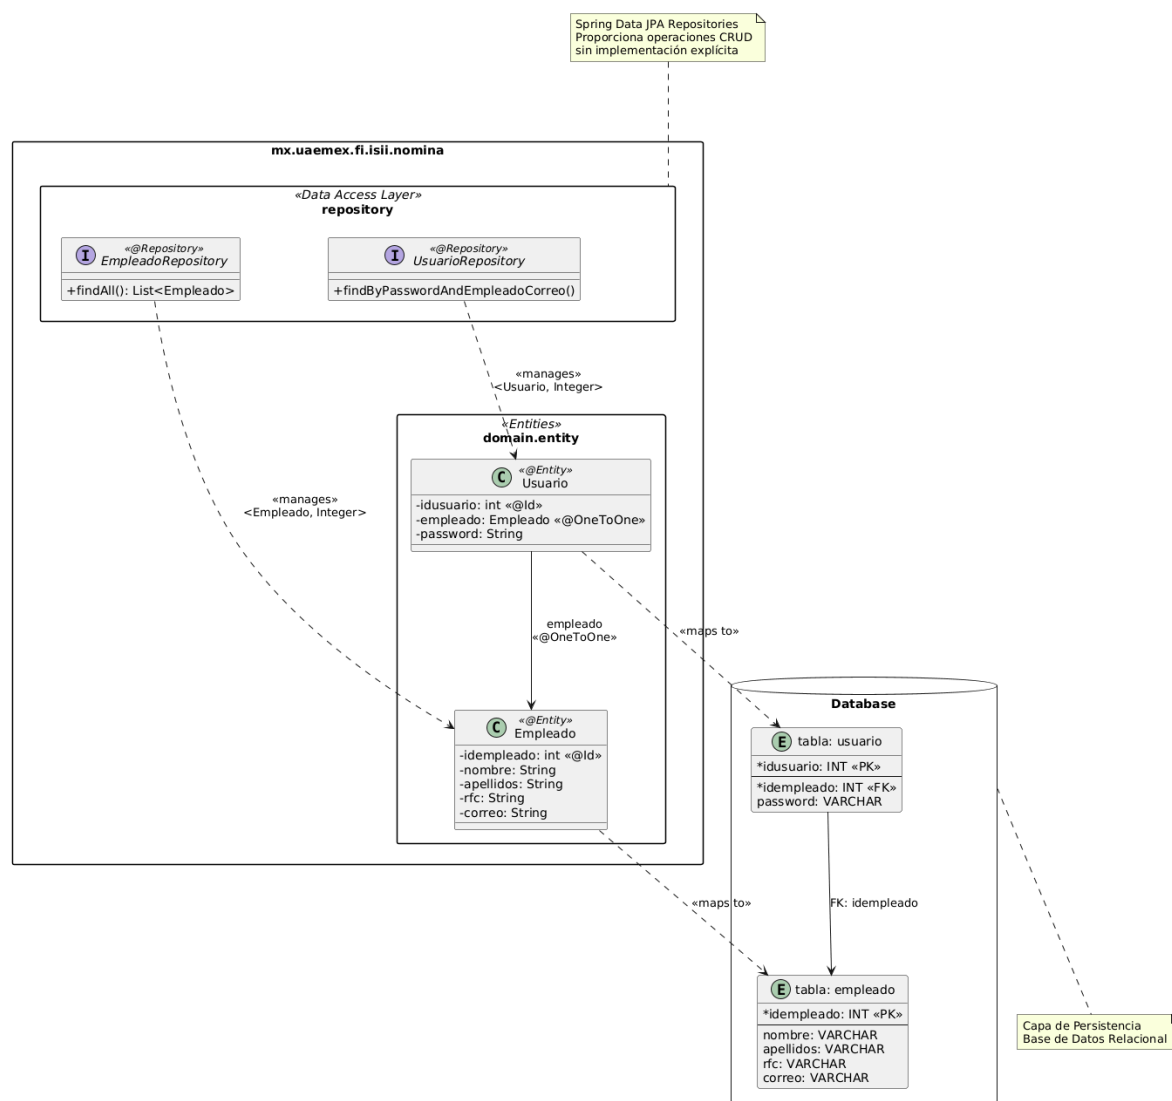 Spring Data JPA Repositories
Proporciona operaciones CRUD
sin implementación explícita
mx.uaemex.fi.isii.nomina
«Data Access Layer»
repository
I
«@Repository»
EmpleadoRepository
+findAll(): List<Empleado>
I
«@Repository»
UsuarioRepository
+findByPasswordAndEmpleadoCorreo()
«manages»
<Usuario, Integer>
«manages»
<Empleado, Integer>
«Entities»
domain.entity
C
«@Entity»
Usuario
-idusuario: int «@Id»
-empleado: Empleado «@OneToOne»
-password: String
empleado
«@OneToOne»
«maps to»
C
«@Entity»
Empleado
-idempleado: int «@Id»
-nombre: String
-apellidos: String
-rfc: String
-correo: String
«maps to»
Database
E
tabla: usuario
*idusuario: INT «PK»
*idempleado: INT «FK»
password: VARCHAR
FK: idempleado
E
tabla: empleado
*idempleado: INT «PK»
nombre: VARCHAR
apellidos: VARCHAR
rfc: VARCHAR
correo: VARCHAR
Capa de Persistencia
Base de Datos Relacional